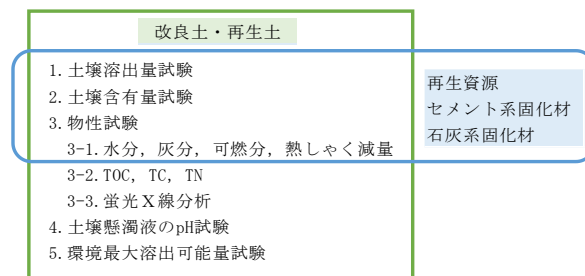 改良土・再生土
1.土壌溶出量試験
2.土壌含有量試験
3.物性試験
3-1.水分，灰分，可燃分，熱しゃく減量
3-2.TOC，TC，TN
3-3.蛍光Ｘ線分析
4.土壌懸濁液のpH試験
5.環境最大溶出可能量試験
再生資源
セメント系固化材
石灰系固化材